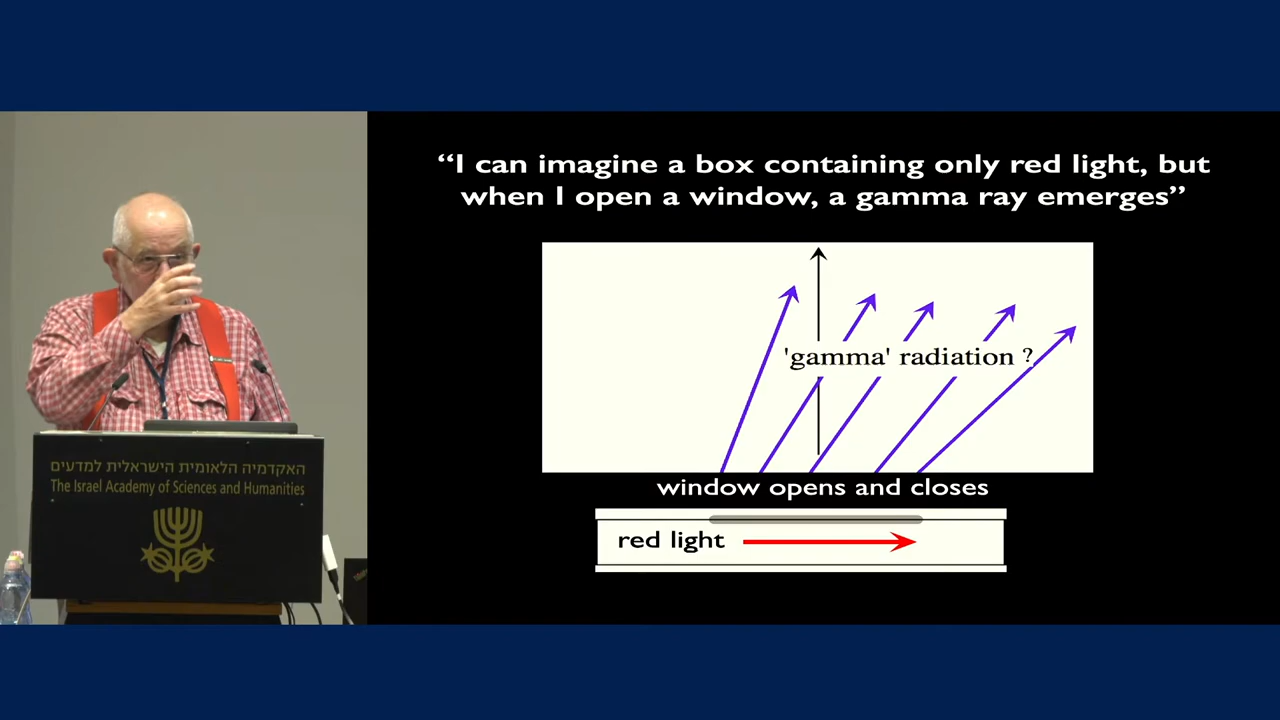 “I can imagine a box containing only red light, but
when I open a window, a gamma ray emerges”
'gamma' radiation ?
window opens and closes
red light
האקדמיה הלאומית הישראלית למדעים
The Israel Academy of Sciences and Humanities